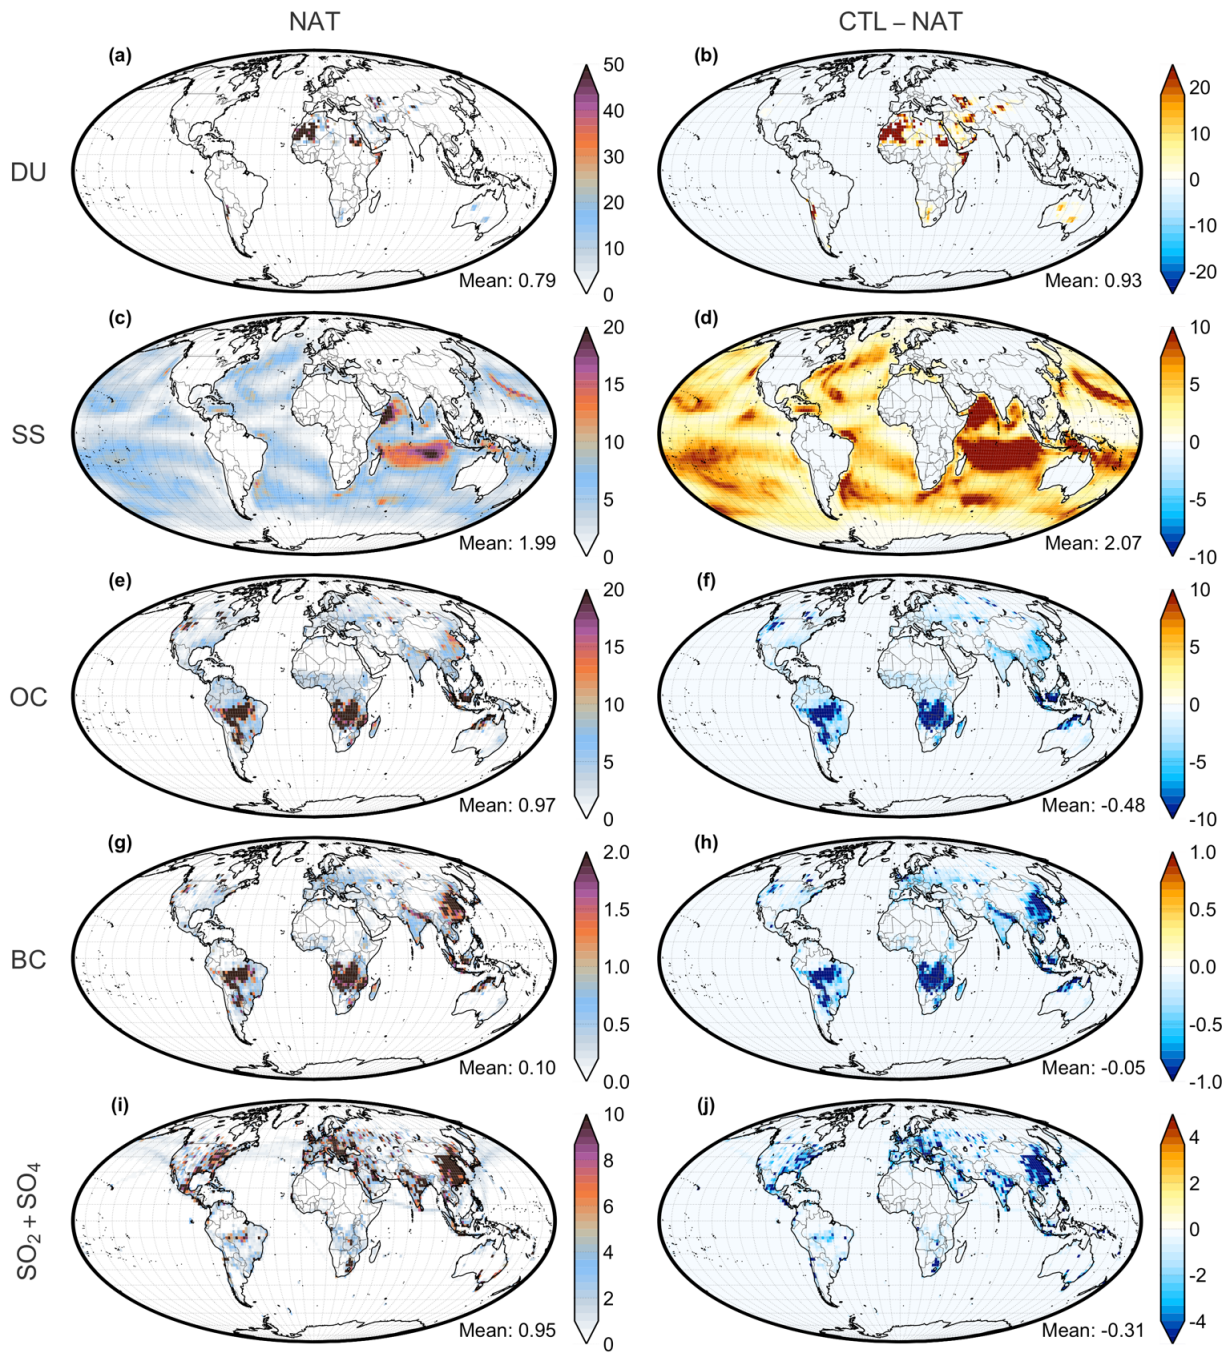 NAT
CTL – NAT
(a)
50
40
30
20
10
0
Mean: 0.79
(b)
20
10
0
-10
-20
Mean: 0.93
DU
(c)
20
15
10
5
0
Mean: 1.99
(d)
10
5
0
-5
-10
Mean: 2.07
SS
(e)
20
15
10
5
0
Mean: 0.97
(f)
10
5
0
-5
-10
Mean: -0.48
OC
(g)
2.0
1.5
1.0
0.5
0.0
Mean: 0.10
(h)
1.0
0.5
0.0
-0.5
-1.0
Mean: -0.05
BC
(i)
10
8
6
4
2
0
Mean: 0.95
(j)
4
2
0
-2
-4
Mean: -0.31
SO₂ + SO₄